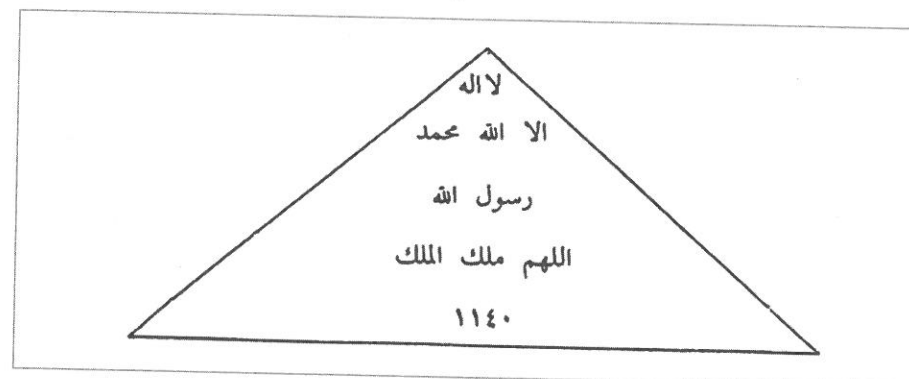 لا اله
الا الله محمد
رسول الله
اللهم ملك الملك
١١٤٠